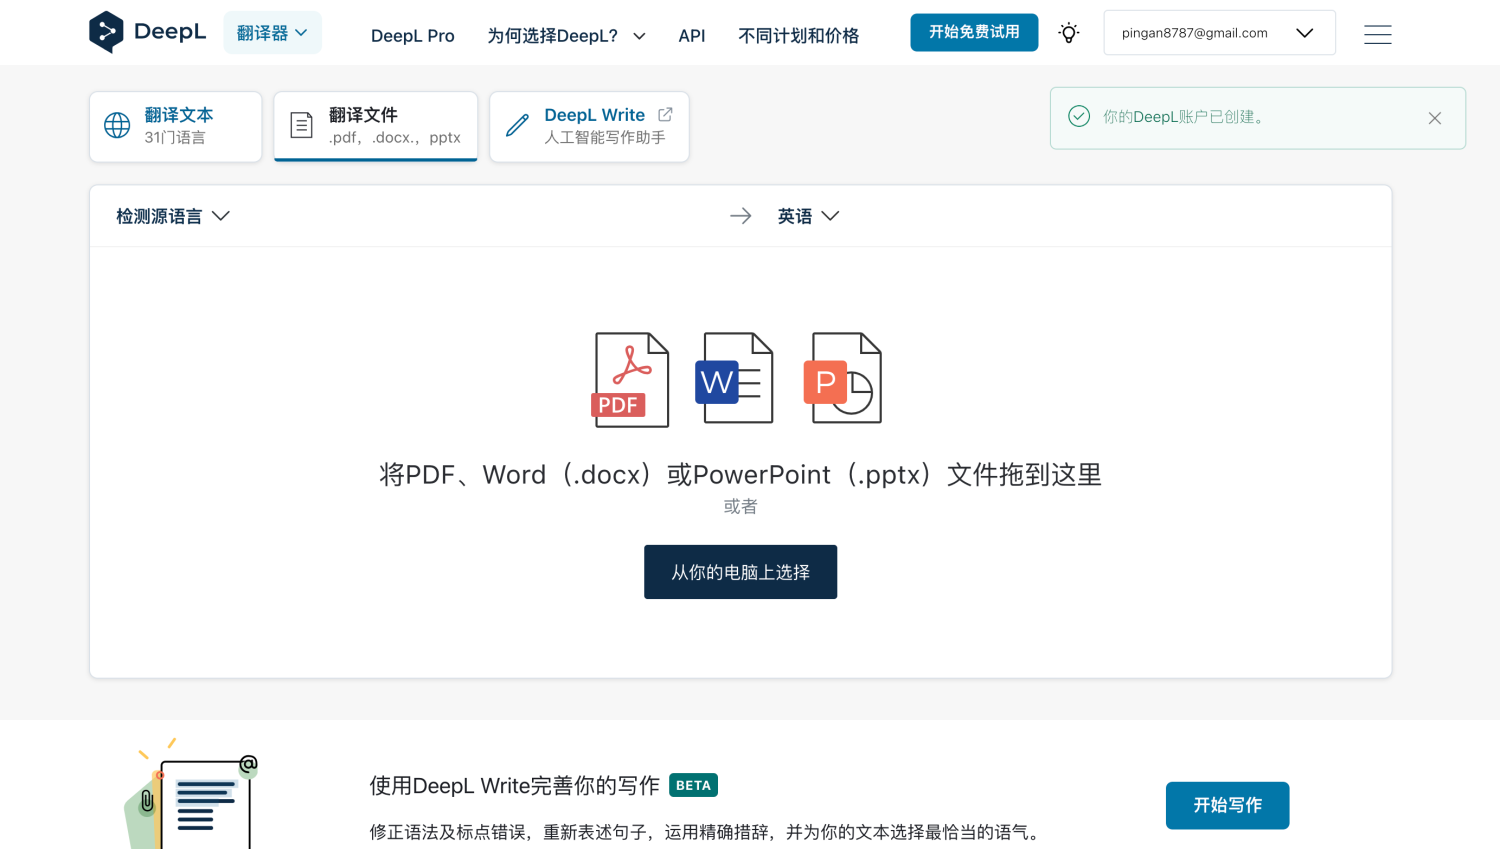 DeepL
翻译器
DeepL Pro
为何选择DeepL?
API
不同计划和价格
开始免费试用
pingan8787@gmail.com
翻译文本
31门语言
翻译文件
.pdf，.docx.，pptx
DeepL Write
人工智能写作助手
你的DeepL账户已创建。
检测源语言
英语
PDF
W
P
将PDF、Word（.docx）或PowerPoint（.pptx）文件拖到这里
或者
从你的电脑上选择
@
使用DeepL Write完善你的写作 BETA
修正语法及标点错误，重新表述句子，运用精确措辞，并为你的文本选择最恰当的语气。
开始写作